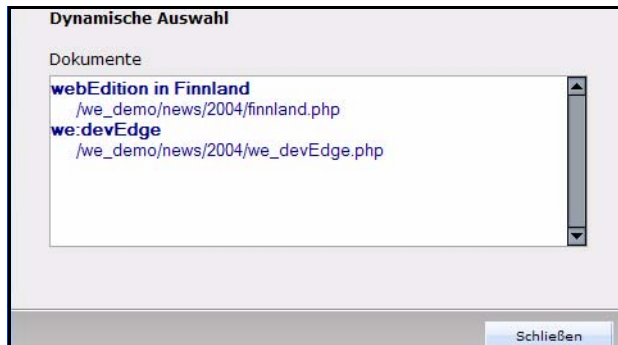 Dynamische Auswahl
Dokumente
webEdition in Finnland
/we_demo/news/2004/finnland.php
we:devEdge
/we_demo/news/2004/we_devEdge.php
Schließen